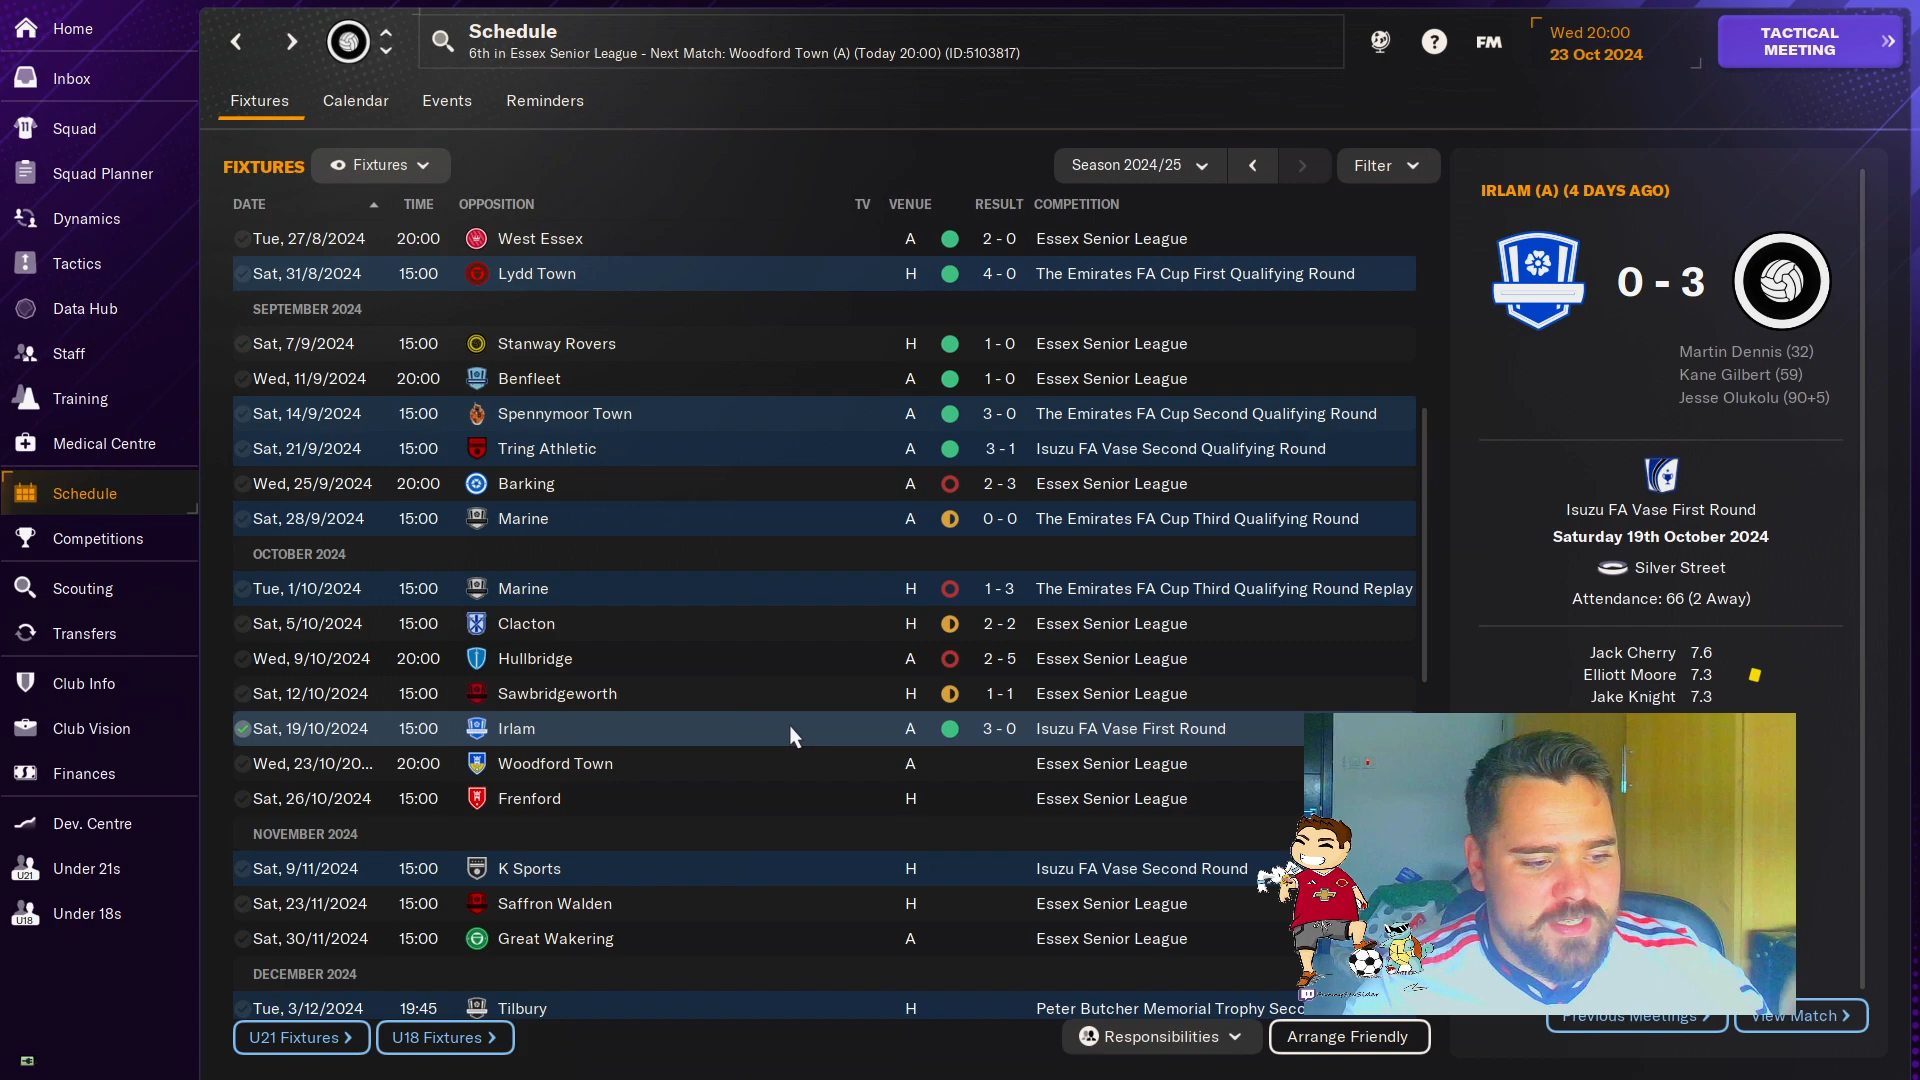 Home
Inbox
Squad
Squad Planner
Dynamics
Tactics
Data Hub
Staff
Training
Medical Centre
Schedule
Competitions
Scouting
Transfers
Club Info
Club Vision
Finances
Dev. Centre
U21 Under 21s
U18 Under 18s
Schedule
6th in Essex Senior League - Next Match: Woodford Town (A) (Today 20:00) (ID:5103817)
? FM
Wed 20:00
23 Oct 2024
TACTICAL
MEETING
Fixtures Calendar Events Reminders
FIXTURES Fixtures Season 2024/25 Filter
DATE TIME OPPOSITION TV VENUE RESULT COMPETITION
Tue, 27/8/2024 20:00 West Essex A 2 - 0 Essex Senior League
Sat, 31/8/2024 15:00 Lydd Town H 4 - 0 The Emirates FA Cup First Qualifying Round
SEPTEMBER 2024
Sat, 7/9/2024 15:00 Stanway Rovers H 1 - 0 Essex Senior League
Wed, 11/9/2024 20:00 Benfleet A 1 - 0 Essex Senior League
Sat, 14/9/2024 15:00 Spennymoor Town A 3 - 0 The Emirates FA Cup Second Qualifying Round
Sat, 21/9/2024 15:00 Tring Athletic A 3 - 1 Isuzu FA Vase Second Qualifying Round
Wed, 25/9/2024 20:00 Barking A 2 - 3 Essex Senior League
Sat, 28/9/2024 15:00 Marine A 0 - 0 The Emirates FA Cup Third Qualifying Round
OCTOBER 2024
Tue, 1/10/2024 15:00 Marine H 1 - 3 The Emirates FA Cup Third Qualifying Round Replay
Sat, 5/10/2024 15:00 Clacton H 2 - 2 Essex Senior League
Wed, 9/10/2024 20:00 Hullbridge A 2 - 5 Essex Senior League
Sat, 12/10/2024 15:00 Sawbridgeworth H 1 - 1 Essex Senior League
Sat, 19/10/2024 15:00 Irlam A 3 - 0 Isuzu FA Vase First Round
Wed, 23/10/20... 20:00 Woodford Town A Essex Senior League
Sat, 26/10/2024 15:00 Frenford H Essex Senior League
NOVEMBER 2024
Sat, 9/11/2024 15:00 K Sports H Isuzu FA Vase Second Round
Sat, 23/11/2024 15:00 Saffron Walden H Essex Senior League
Sat, 30/11/2024 15:00 Great Wakering A Essex Senior League
DECEMBER 2024
Tue, 3/12/2024 19:45 Tilbury H Peter Butcher Memorial Trophy Seco
U21 Fixtures U18 Fixtures Responsibilities Arrange Friendly
IRLAM (A) (4 DAYS AGO)
0 - 3
Martin Dennis (32)
Kane Gilbert (59)
Jesse Olukolu (90+5)
Isuzu FA Vase First Round
Saturday 19th October 2024
Silver Street
Attendance: 66 (2 Away)
Jack Cherry 7.6
Elliott Moore 7.3
Jake Knight 7.3
Previous Meetings View Match